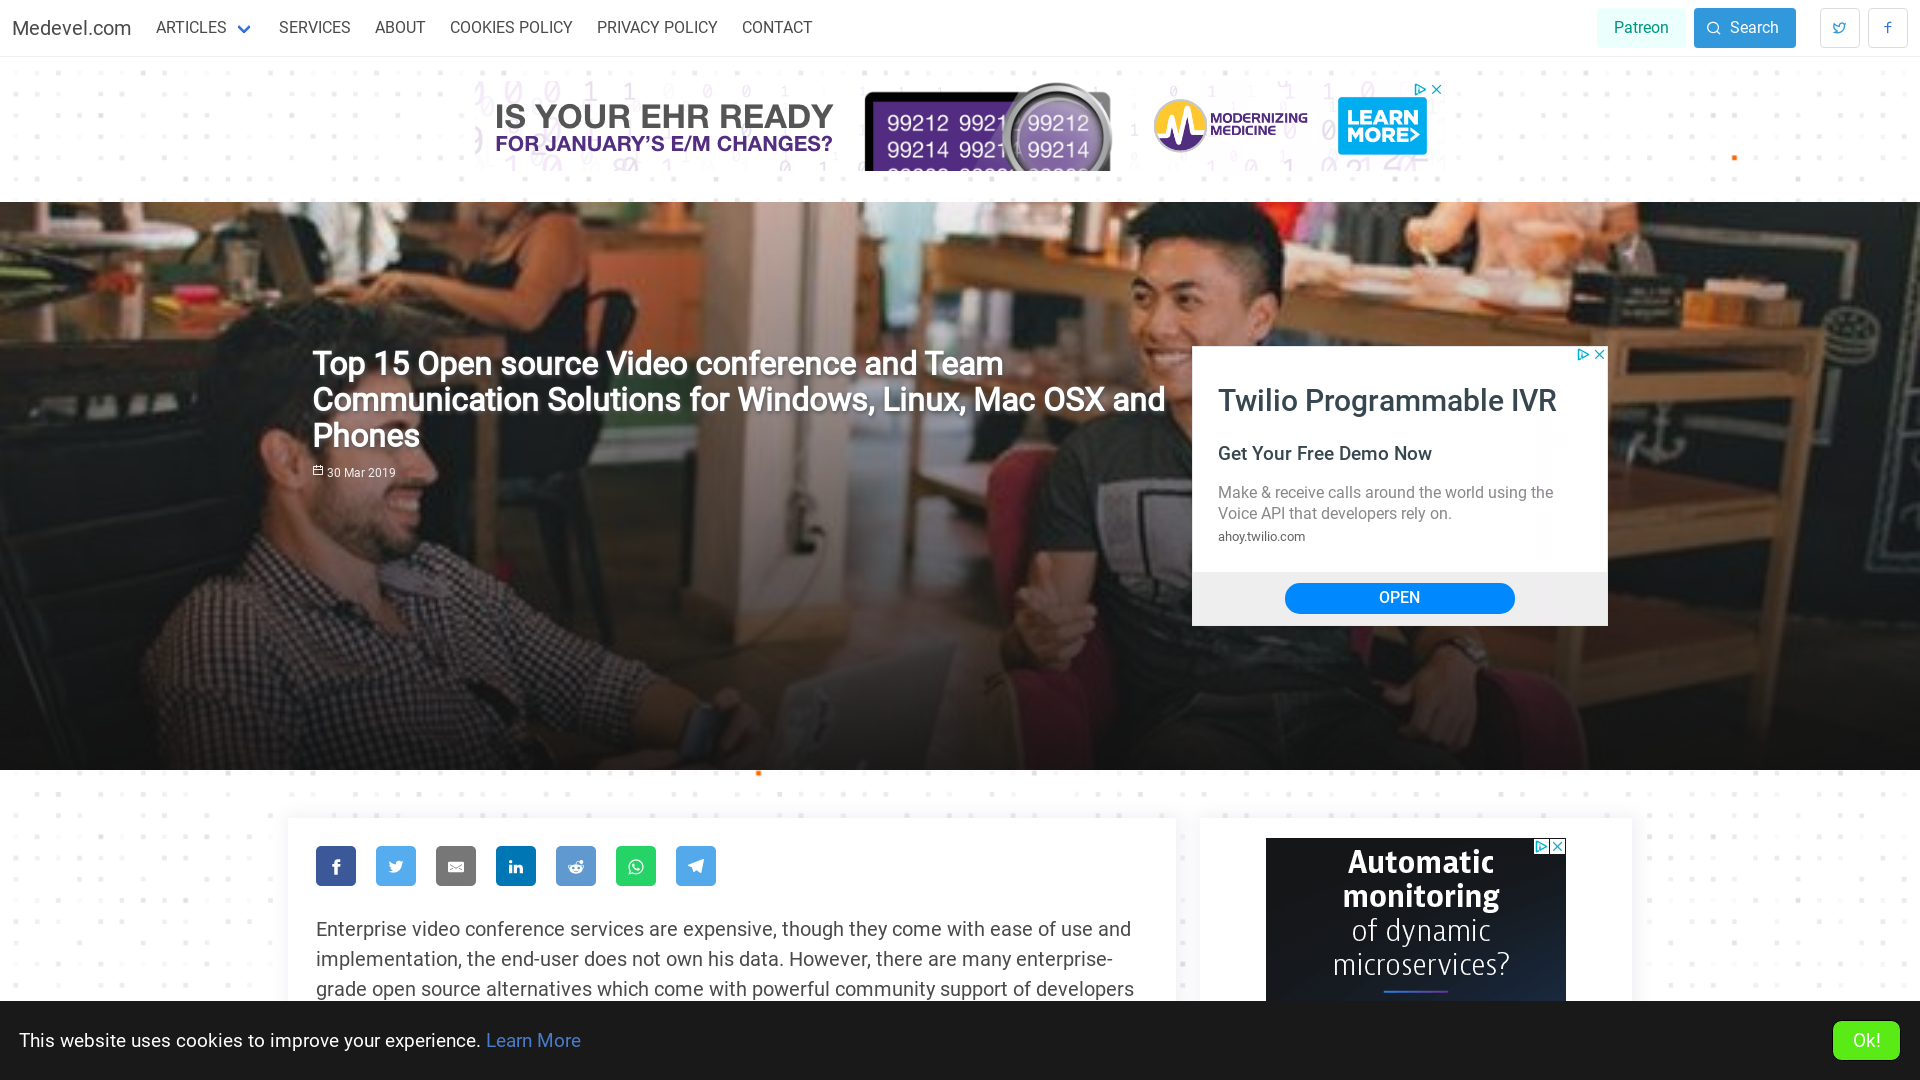 Medevel.com ARTICLES SERVICES ABOUT COOKIES POLICY PRIVACY POLICY CONTACT Patreon Search
IS YOUR EHR READY
FOR JANUARY'S E/M CHANGES?
99212 99212 99212
99214 99214 99214
MODERNIZING
MEDICINE
LEARN
MORE>
Top 15 Open source Video conference and Team
Communication Solutions for Windows, Linux, Mac OSX and
Phones
30 Mar 2019
Twilio Programmable IVR
Get Your Free Demo Now
Make & receive calls around the world using the
Voice API that developers rely on.
ahoy.twilio.com
OPEN
Enterprise video conference services are expensive, though they come with ease of use and
implementation, the end-user does not own his data. However, there are many enterprise-
grade open source alternatives which come with powerful community support of developers
Automatic
monitoring
of dynamic
microservices?
This website uses cookies to improve your experience. Learn More
Ok!